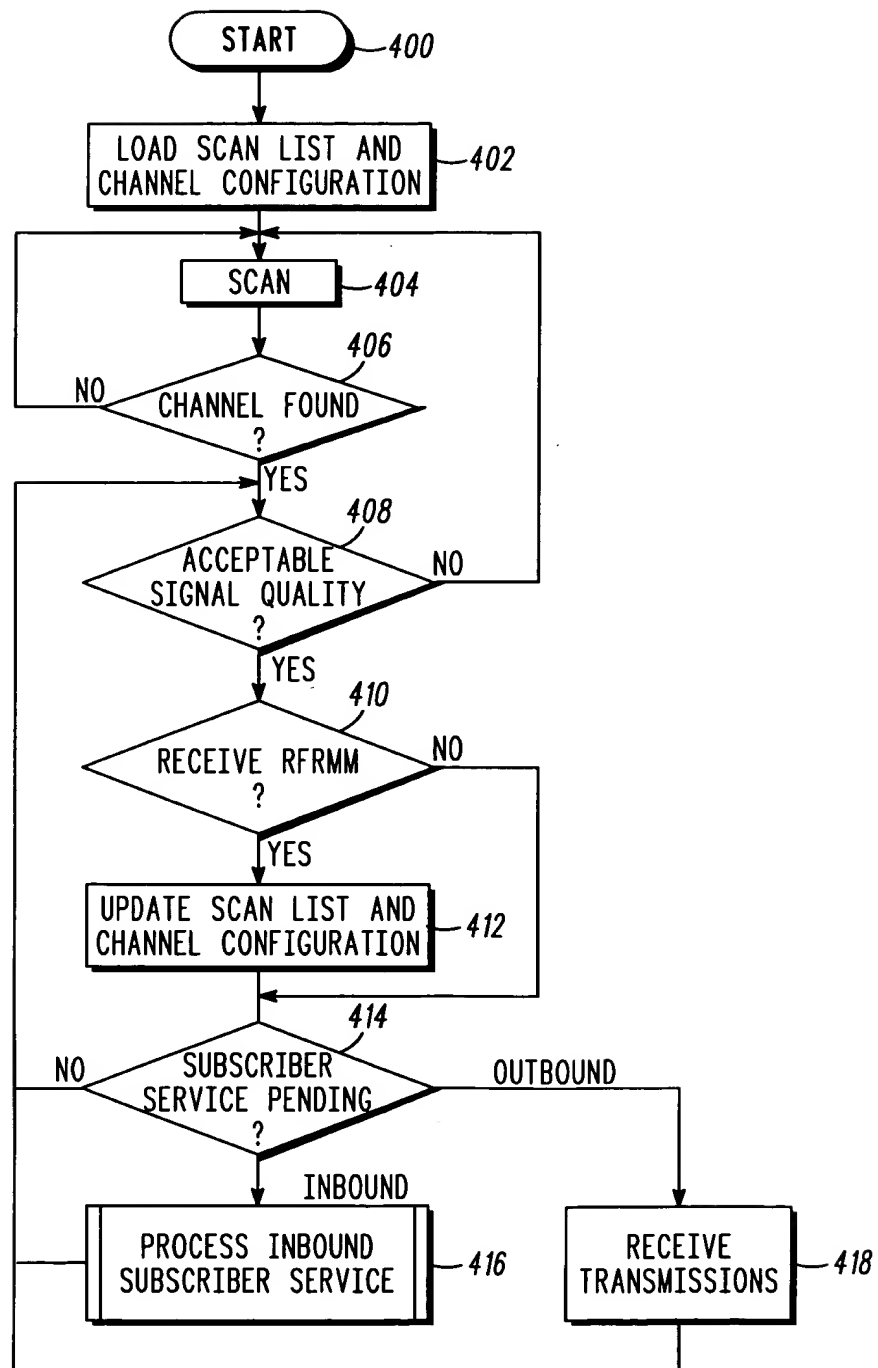 START
400
LOAD SCAN LIST AND
CHANNEL CONFIGURATION
402
SCAN
404
406
NO
CHANNEL FOUND
?
YES
408
ACCEPTABLE
SIGNAL QUALITY
?
NO
YES
410
RECEIVE RFRMM
?
NO
YES
UPDATE SCAN LIST AND
CHANNEL CONFIGURATION
412
414
NO
SUBSCRIBER
SERVICE PENDING
?
OUTBOUND
INBOUND
PROCESS INBOUND
SUBSCRIBER SERVICE
416
RECEIVE
TRANSMISSIONS
418